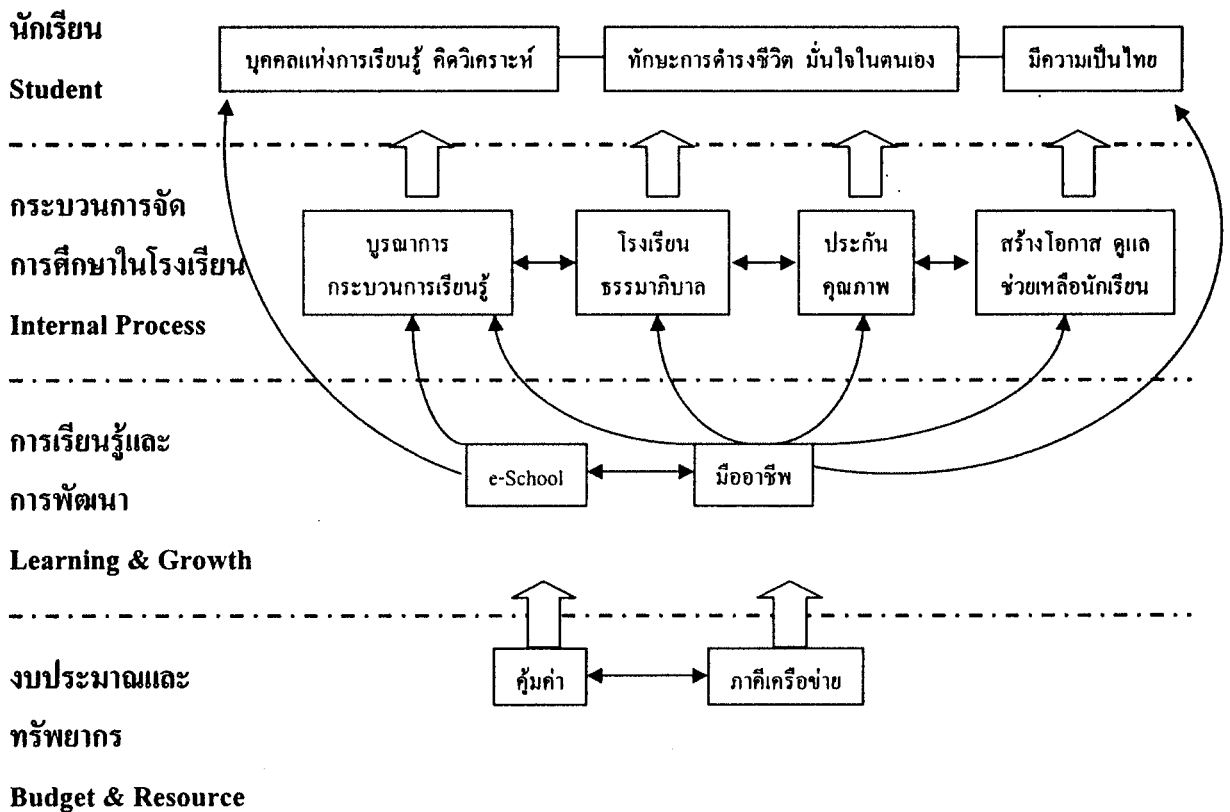 นักเรียน
Student
บุคคลแห่งการเรียนรู้ คิดวิเคราะห์
ทักษะการดำรงชีวิต มั่นใจในตนเอง
มีความเป็นไทย
กระบวนการจัด
การศึกษาในโรงเรียน
Internal Process
บูรณาการ
กระบวนการเรียนรู้
โรงเรียน
ธรรมาภิบาล
ประกัน
คุณภาพ
สร้างโอกาส ดูแล
ช่วยเหลือนักเรียน
การเรียนรู้และ
การพัฒนา
Learning & Growth
e-School
มืออาชีพ
งบประมาณและ
ทรัพยากร
Budget & Resource
คุ้มค่า
ภาคีเครือข่าย